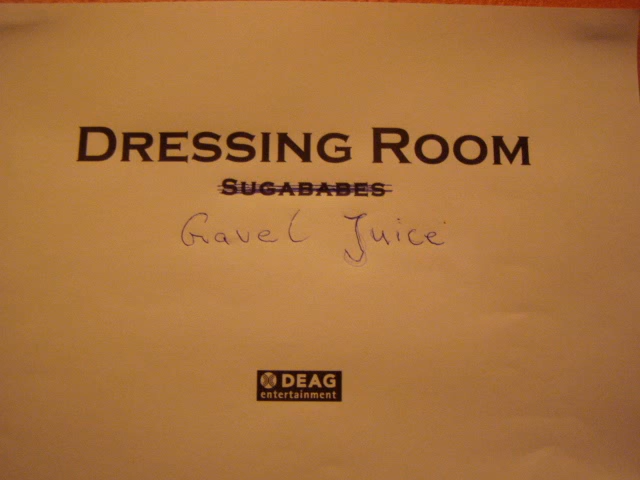 DRESSING ROOM
SUGABABES
Gravel Juice
DEAG
entertainment